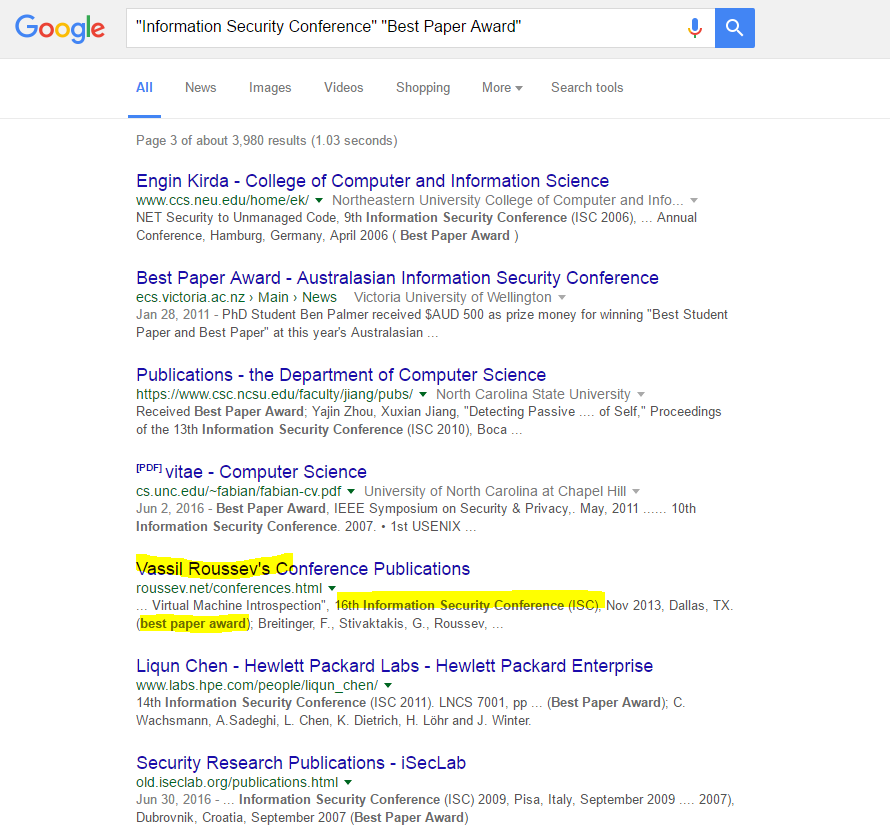 Google
"Information Security Conference" "Best Paper Award"
All News Images Videos Shopping More Search tools
Page 3 of about 3,980 results (1.03 seconds)
Engin Kirda - College of Computer and Information Science
www.ccs.neu.edu/home/ek/ Northeastern University College of Computer and Info...
NET Security to Unmanaged Code, 9th Information Security Conference (ISC 2006), ... Annual
Conference, Hamburg, Germany, April 2006 ( Best Paper Award )
Best Paper Award - Australasian Information Security Conference
ecs.victoria.ac.nz › Main › News Victoria University of Wellington
Jan 28, 2011 - PhD Student Ben Palmer received $AUD 500 as prize money for winning "Best Student
Paper and Best Paper" at this year's Australasian ...
Publications - the Department of Computer Science
https://www.csc.ncsu.edu/faculty/jiang/pubs/ North Carolina State University
Received Best Paper Award; Yajin Zhou, Xuxian Jiang, "Detecting Passive .... of Self," Proceedings
of the 13th Information Security Conference (ISC 2010), Boca ...
[PDF] vitae - Computer Science
cs.unc.edu/~fabian/fabian-cv.pdf University of North Carolina at Chapel Hill
Jun 2, 2016 - Best Paper Award, IEEE Symposium on Security & Privacy,. May, 2011 ...... 10th
Information Security Conference. 2007. • 1st USENIX ...
Vassil Roussev's Conference Publications
roussev.net/conferences.html
... Virtual Machine Introspection", 16th Information Security Conference (ISC), Nov 2013, Dallas, TX.
(best paper award); Breitinger, F., Stivaktakis, G., Roussev, ...
Liqun Chen - Hewlett Packard Labs - Hewlett Packard Enterprise
www.labs.hpe.com/people/liqun_chen/
14th Information Security Conference (ISC 2011). LNCS 7001, pp ... (Best Paper Award); C.
Wachsmann, A.Sadeghi, L. Chen, K. Dietrich, H. Löhr and J. Winter.
Security Research Publications - iSecLab
old.iseclab.org/publications.html
Jun 30, 2016 - ... Information Security Conference (ISC) 2009, Pisa, Italy, September 2009 .... 2007),
Dubrovnik, Croatia, September 2007 (Best Paper Award)